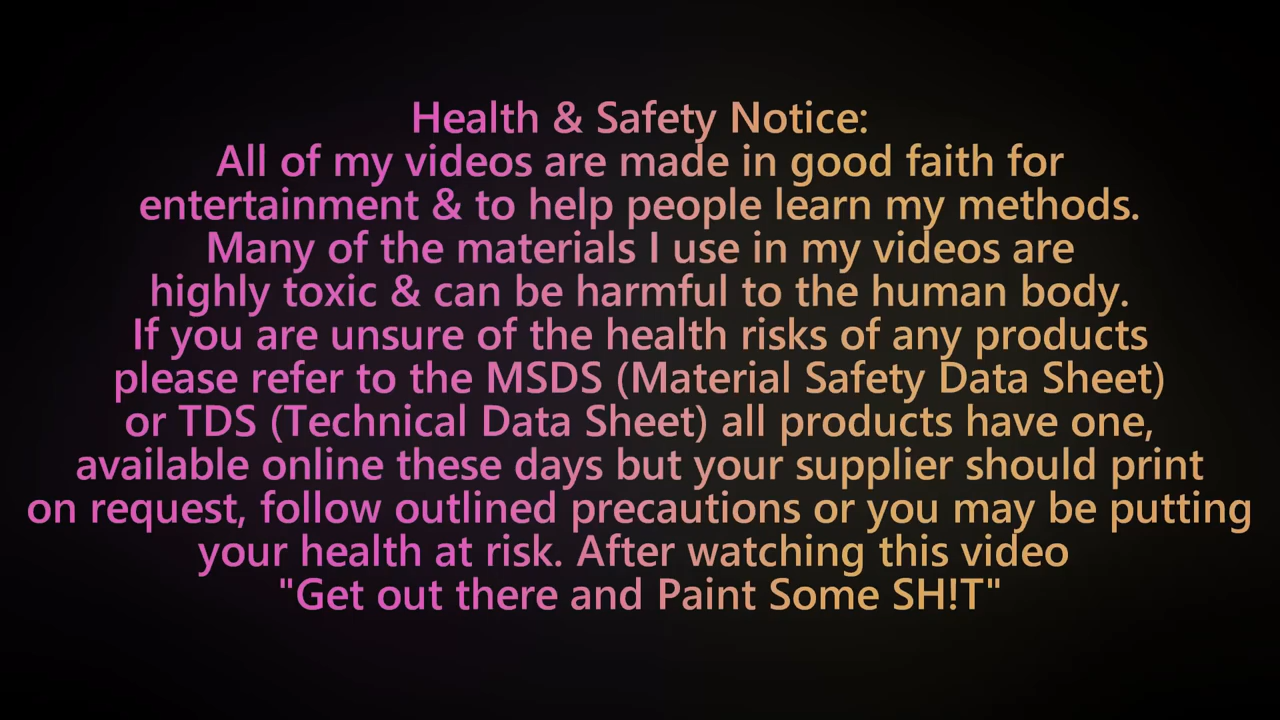 Health & Safety Notice:
All of my videos are made in good faith for
entertainment & to help people learn my methods.
Many of the materials I use in my videos are
highly toxic & can be harmful to the human body.
If you are unsure of the health risks of any products
please refer to the MSDS (Material Safety Data Sheet)
or TDS (Technical Data Sheet) all products have one,
available online these days but your supplier should print
on request, follow outlined precautions or you may be putting
your health at risk. After watching this video
"Get out there and Paint Some SH!T"